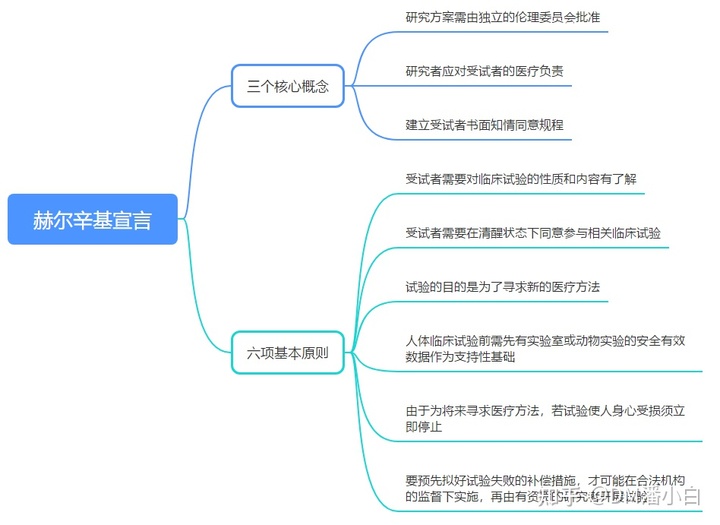 研究方案需由独立的伦理委员会批准
三个核心概念
研究者应对受试者的医疗负责
建立受试者书面知情同意规程
赫尔辛基宣言
受试者需要对临床试验的性质和内容有了解
受试者需要在清醒状态下同意参与相关临床试验
试验的目的是为了寻求新的医疗方法
六项基本原则
人体临床试验前需先有实验室或动物实验的安全有效
数据作为支持性基础
由于为将来寻求医疗方法，若试验使人身心受损须立
即停止
要预先拟好试验失败的补偿措施，才可能在合法机构
的监督下实施，再由有资
知乎 @DM潘小白